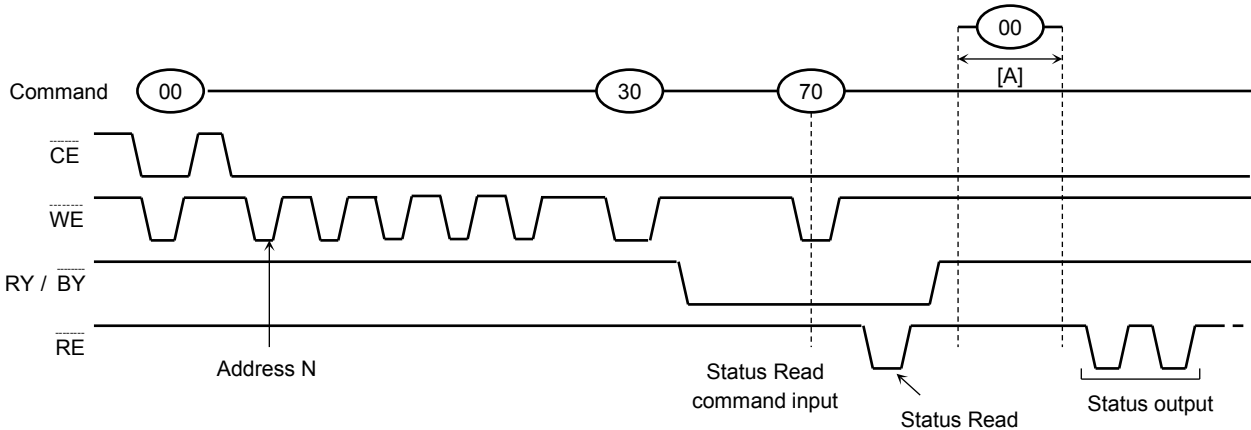 00
[A]
Command 00 30 70
CE
WE
RY / BY
RE
Address N
Status Read
command input
Status Read
Status output